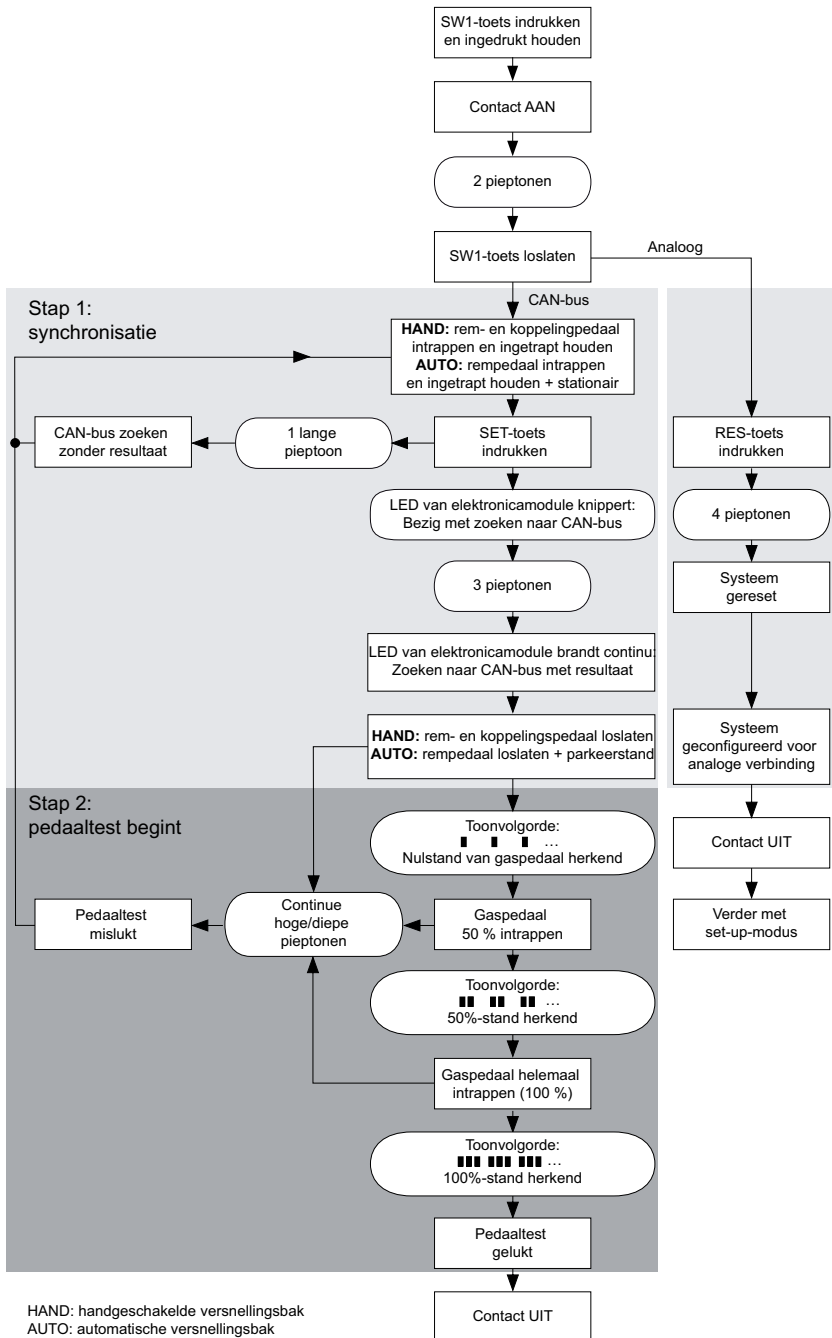 SW1-toets indrukken
en ingedrukt houden
Contact AAN
2 pieptonen
SW1-toets loslaten
Analoog
CAN-bus
Stap 1:
synchronisatie
HAND: rem- en koppelingpedaal
intrappen en ingetrapt houden
AUTO: rempedaal intrappen
en ingetrapt houden + stationair
CAN-bus zoeken
zonder resultaat
1 lange
pieptoon
SET-toets
indrukken
RES-toets
indrukken
LED van elektronicamodule knippert:
Bezig met zoeken naar CAN-bus
4 pieptonen
3 pieptonen
Systeem
gereset
LED van elektronicamodule brandt continu:
Zoeken naar CAN-bus met resultaat
HAND: rem- en koppelingspedaal loslaten
AUTO: rempedaal loslaten + parkeerstand
Systeem
geconfigureerd voor
analoge verbinding
Stap 2:
pedaaltest begint
Toonvolgorde:
...
Nulstand van gaspedaal herkend
Contact UIT
Pedaaltest
mislukt
Continue
hoge/diepe
pieptonen
Gaspedaal
50 % intrappen
Verder met
set-up-modus
Toonvolgorde:
...
50%-stand herkend
Gaspedaal helemaal
intrappen (100 %)
Toonvolgorde:
...
100%-stand herkend
Pedaaltest
gelukt
Contact UIT
HAND: handgeschakelde versnellingsbak
AUTO: automatische versnellingsbak